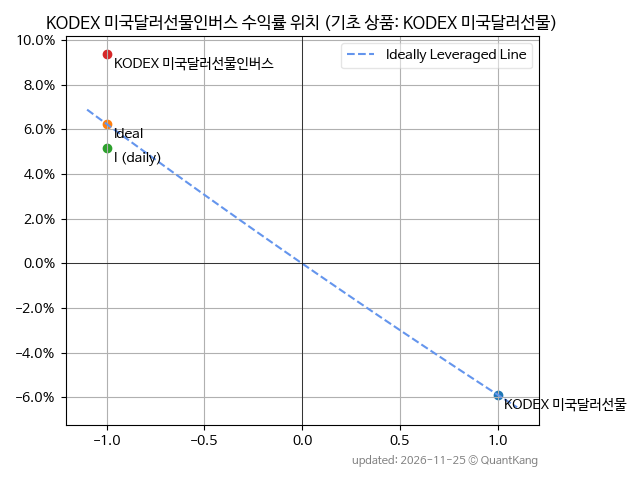 KODEX 미국달러선물인버스 수익률 위치 (기초 상품: KODEX 미국달러선물)
10.0%
8.0%
6.0%
4.0%
2.0%
0.0%
−2.0%
−4.0%
−6.0%
Ideally Leveraged Line
KODEX 미국달러선물인버스
Ideal
I (daily)
KODEX 미국달러선물
−1.0
−0.5
0.0
0.5
1.0
updated: 2026-11-25 © QuantKang